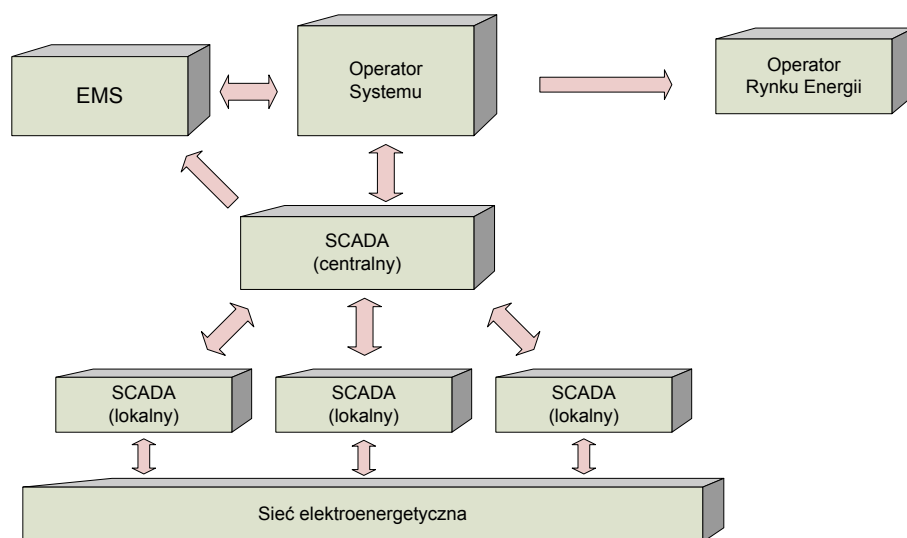 EMS
Operator
Systemu
Operator
Rynku Energii
SCADA
(centralny)
SCADA
(lokalny)
SCADA
(lokalny)
SCADA
(lokalny)
Sieć elektroenergetyczna